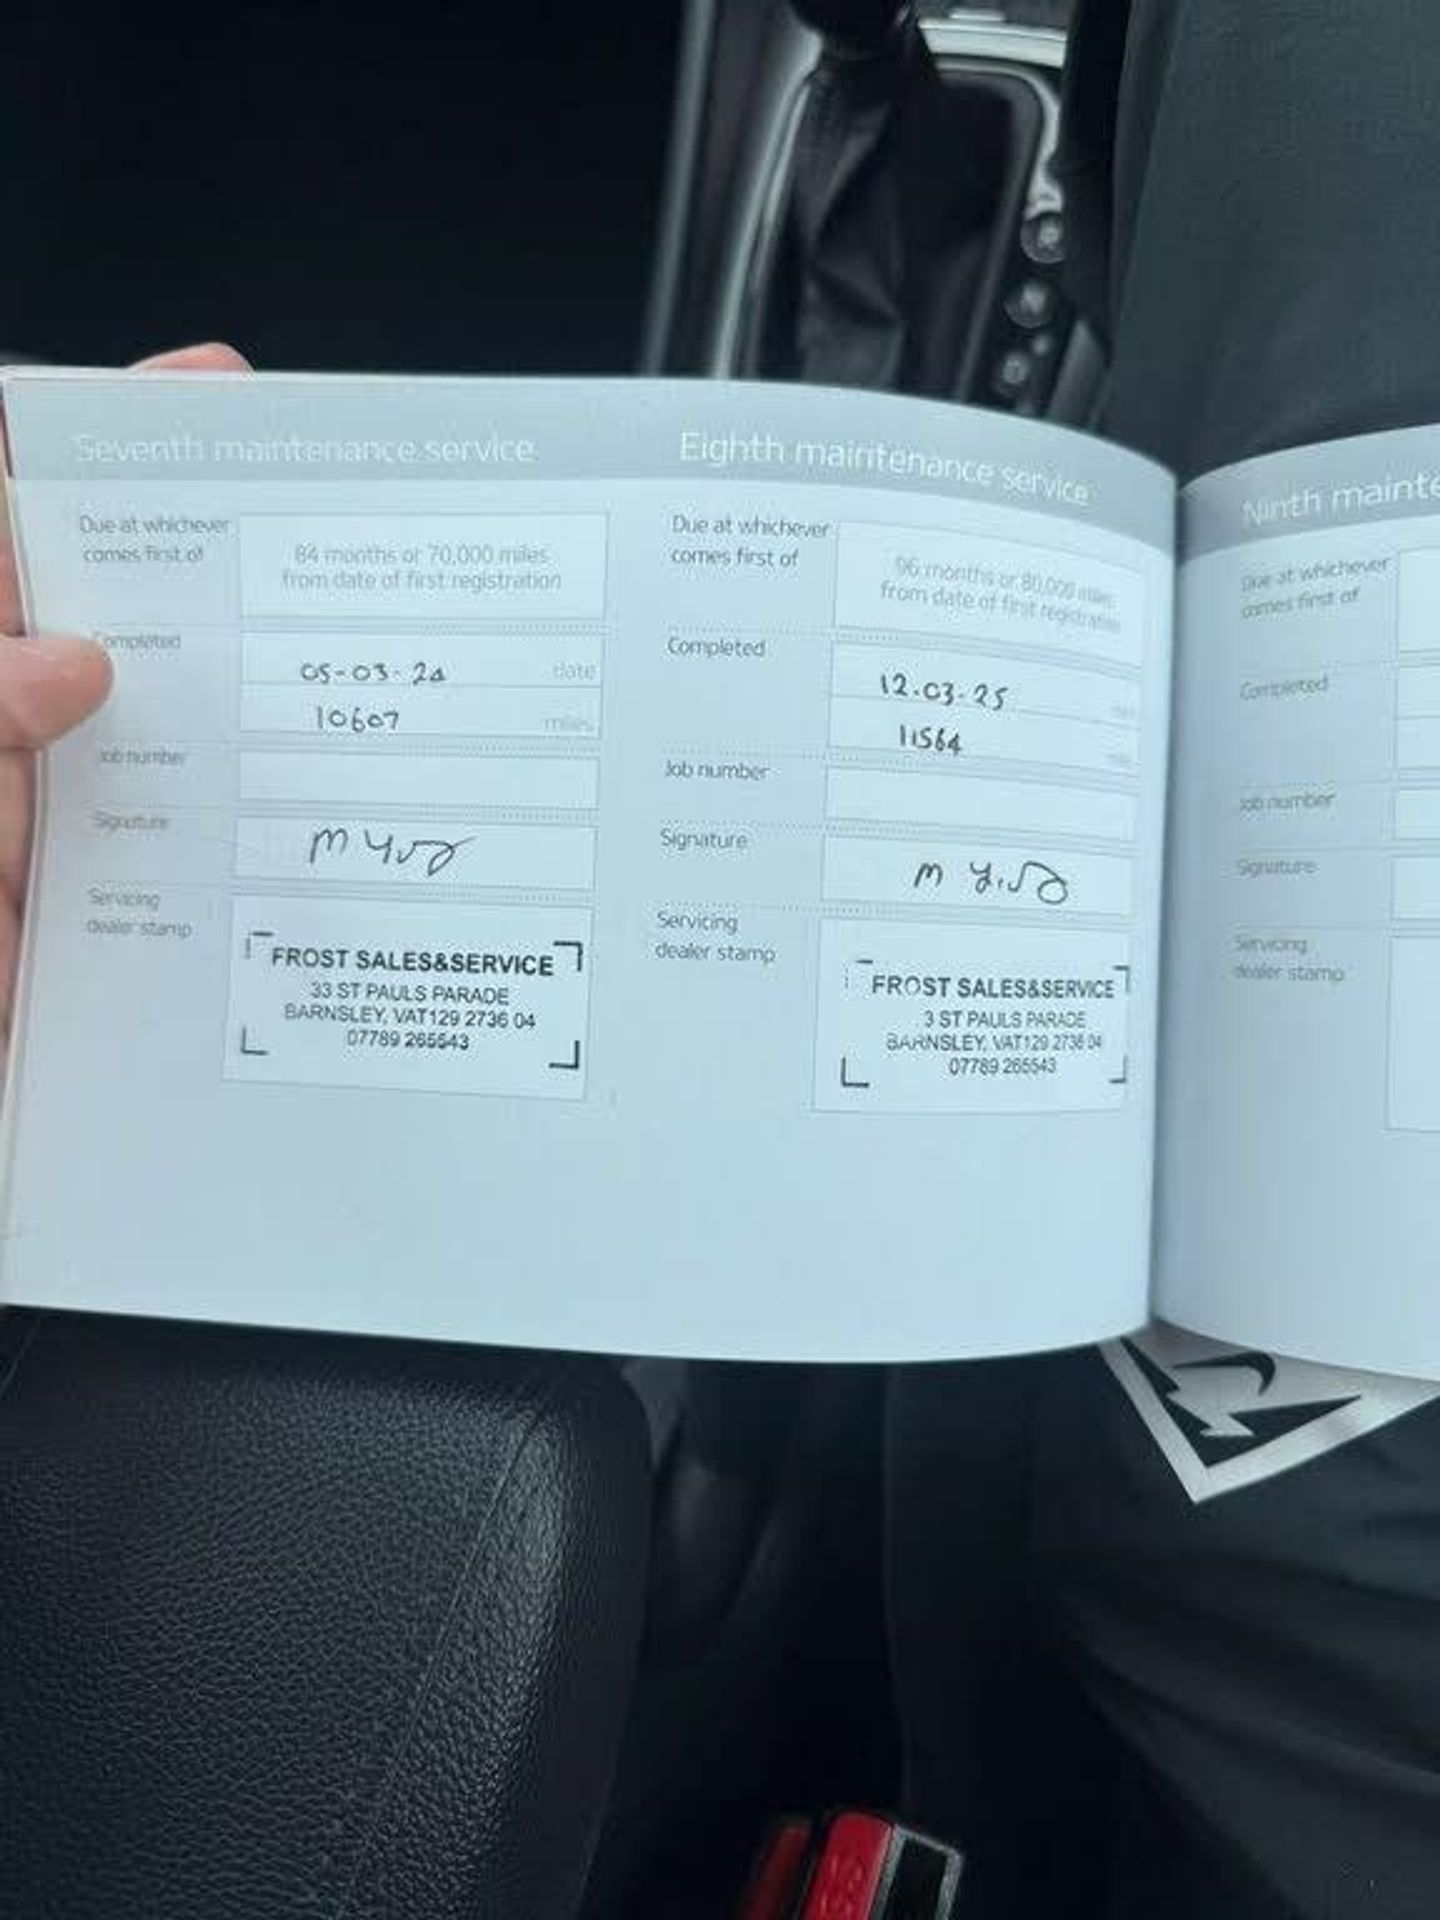 Seventh maintenance service
Due at whichever
comes first of
84 months or 70,000 miles
from date of first registration
Completed
05-03-24
date
10607
miles
Job number
Signature
Servicing
dealer stamp
FROST SALES&SERVICE
33 ST PAULS PARADE
BARNSLEY, VAT129 2736 04
07789 265543
Eighth maintenance service
Due at whichever
comes first of
96 months or 80,000 miles
from date of first registration
Completed
12.03.25
11564
Job number
Signature
Servicing
dealer stamp
FROST SALES&SERVICE
3 ST PAULS PARADE
BARNSLEY, VAT129 2736 04
07789 265543
Ninth mainte
Due at whichever
comes first of
Completed
Job number
Signature
Servicing
dealer stamp
R
N